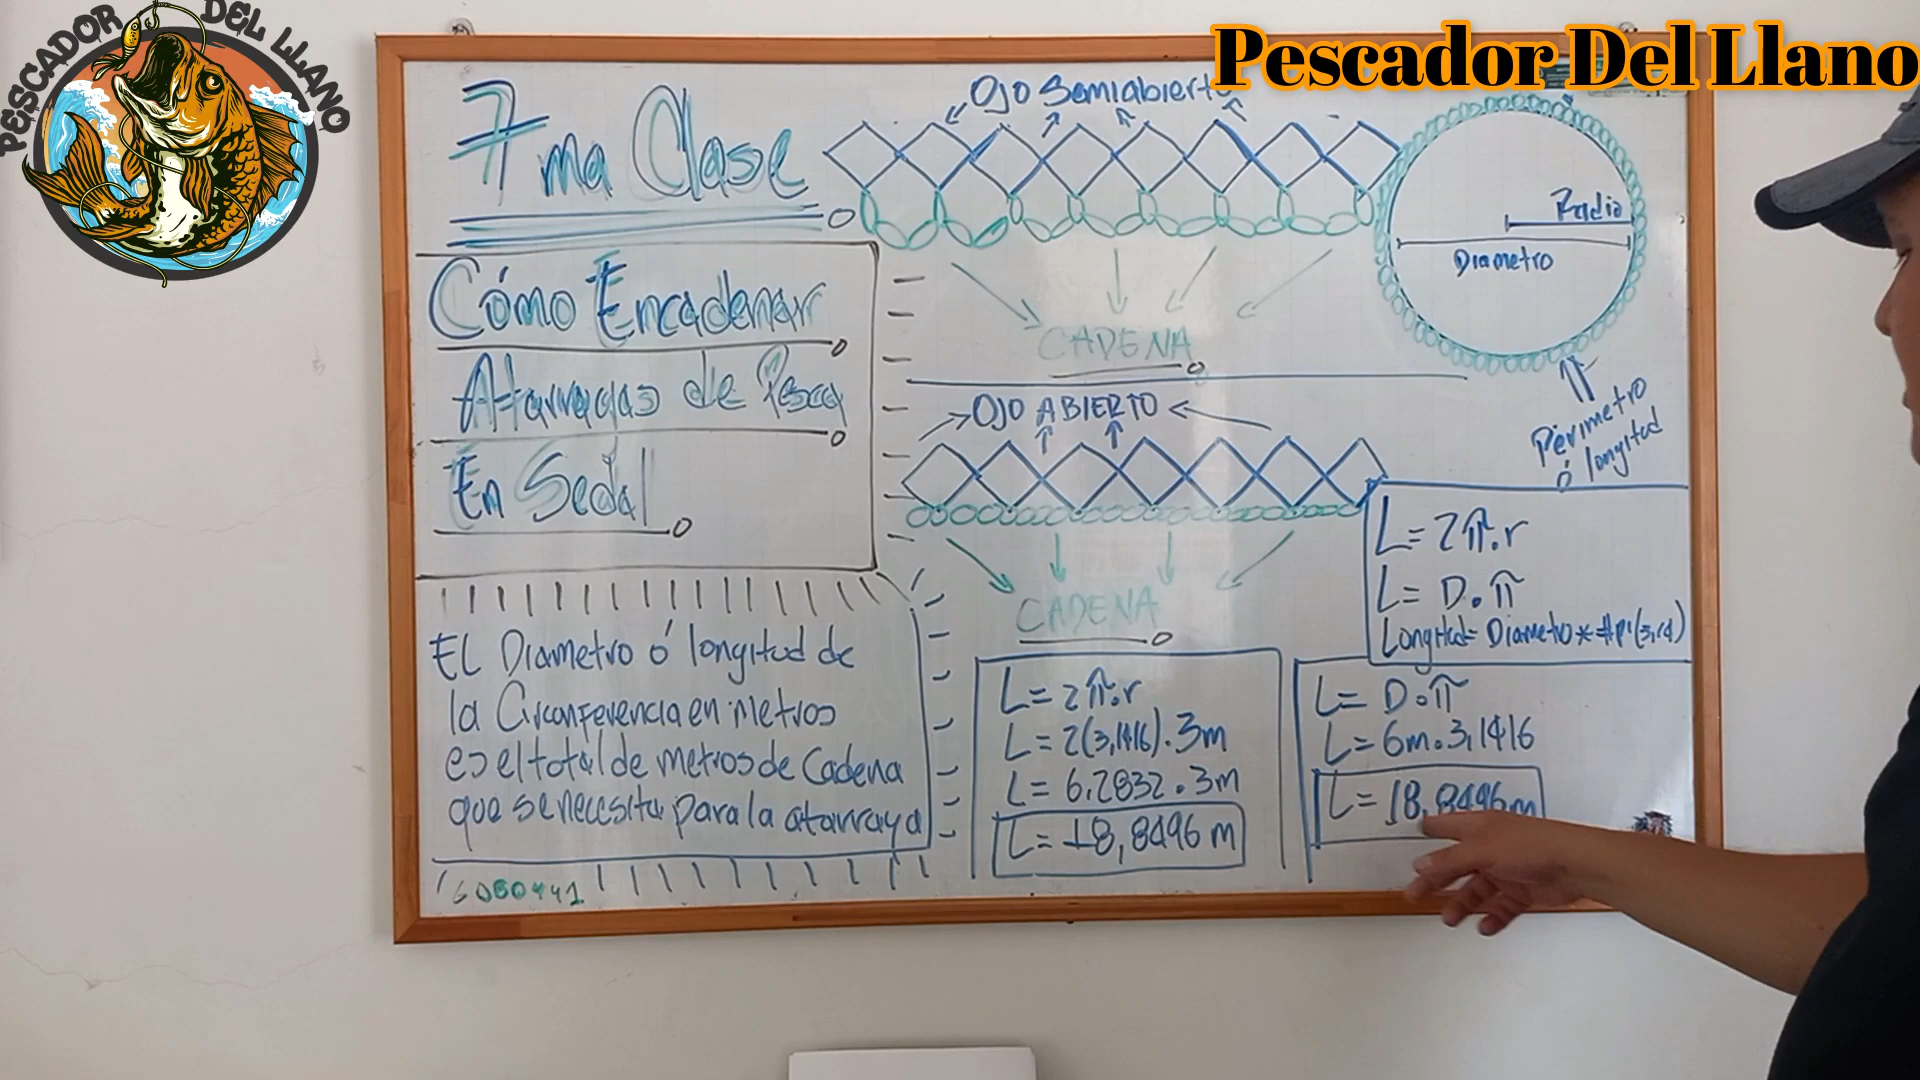 PESCADOR DEL LLANO
Pescador Del Llano
7ma Clase
Cómo Encadenar
Atarrayas de Pesca
En Sedal
El Diametro ó longitud de
la Circunferencia en metros
es el total de metros de Cadena
que se necesita para la atarraya
6060441
Ojo Semiabierto
CADENA
OJO ABIERTO
CADENA
L= 2π.r
L= 2(3,1416).3m
L= 6,2832.3m
L= 18,8496 m
Radio
Diametro
Perimetro
ó longitud
L= 2π.r
L= D.π
Longitud= Diametro * #pi(3,14)
L= D.π
L= 6m.3,1416
L= 18,8496m